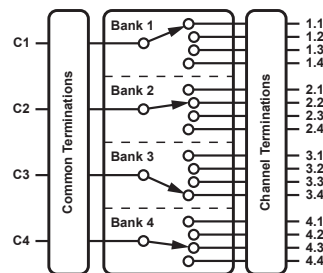 Common Terminations
Channel Terminations
C1
Bank 1
1.1
1.2
1.3
1.4
C2
Bank 2
2.1
2.2
2.3
2.4
C3
Bank 3
3.1
3.2
3.3
3.4
C4
Bank 4
4.1
4.2
4.3
4.4